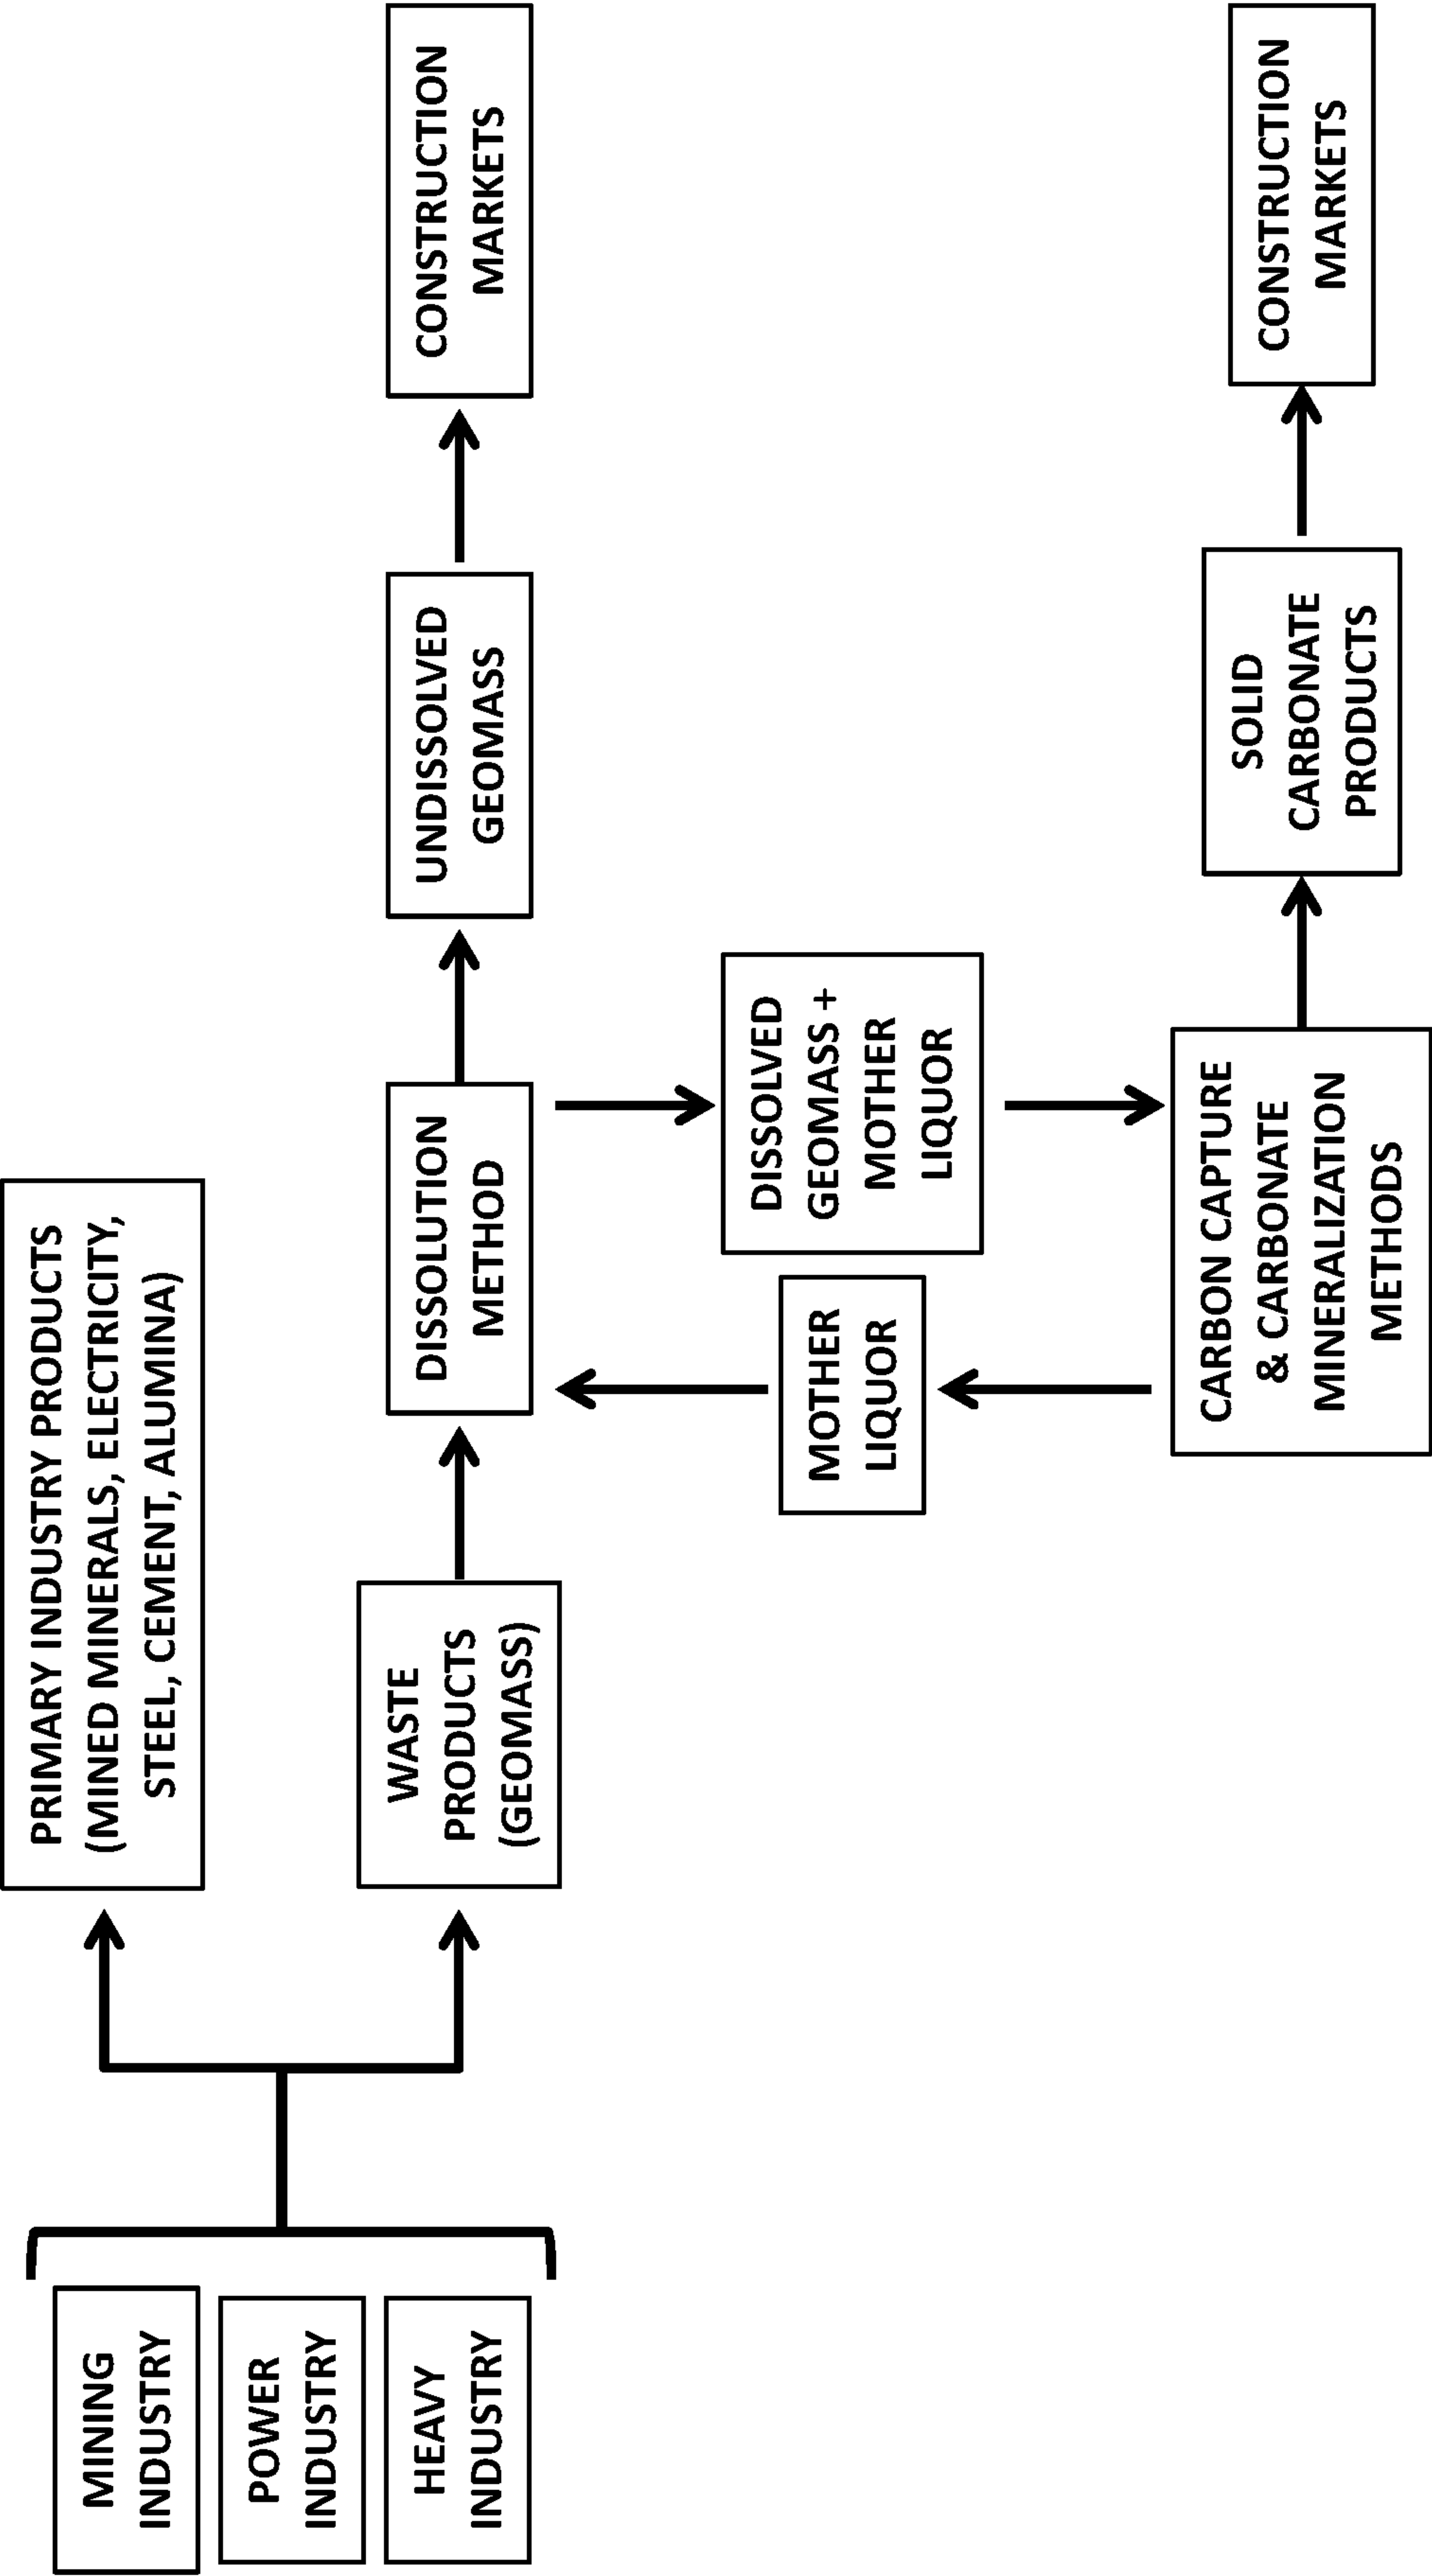 MINING
INDUSTRY
POWER
INDUSTRY
HEAVY
INDUSTRY
PRIMARY INDUSTRY PRODUCTS
(MINED MINERALS, ELECTRICITY,
STEEL, CEMENT, ALUMINA)
WASTE
PRODUCTS
(GEOMASS)
DISSOLUTION
METHOD
UNDISSOLVED
GEOMASS
CONSTRUCTION
MARKETS
MOTHER
LIQUOR
DISSOLVED
GEOMASS +
MOTHER
LIQUOR
CARBON CAPTURE
& CARBONATE
MINERALIZATION
METHODS
SOLID
CARBONATE
PRODUCTS
CONSTRUCTION
MARKETS